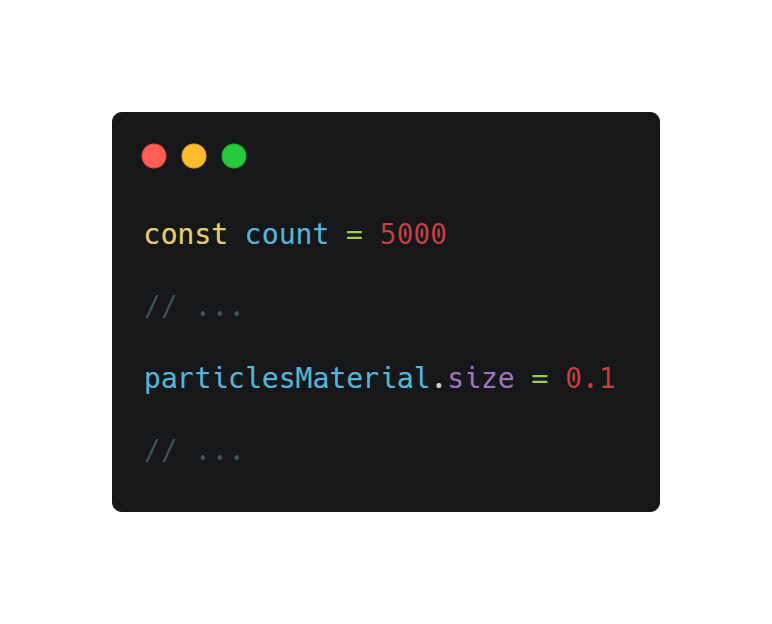 const count = 5000
// ...
particlesMaterial.size = 0.1
// ...